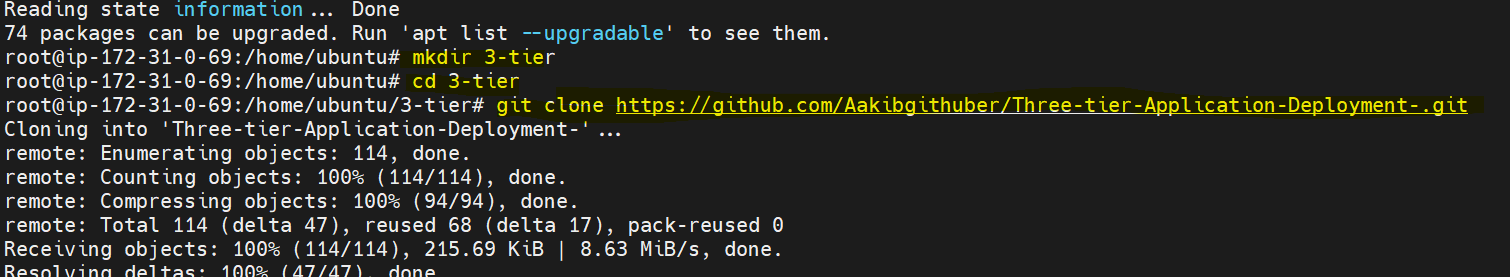 Reading state information... Done
74 packages can be upgraded. Run 'apt list --upgradable' to see them.
root@ip-172-31-0-69:/home/ubuntu# mkdir 3-tier
root@ip-172-31-0-69:/home/ubuntu# cd 3-tier
root@ip-172-31-0-69:/home/ubuntu/3-tier# git clone https://github.com/Aakibgithuber/Three-tier-Application-Deployment-.git
Cloning into 'Three-tier-Application-Deployment-'...
remote: Enumerating objects: 114, done.
remote: Counting objects: 100% (114/114), done.
remote: Compressing objects: 100% (94/94), done.
remote: Total 114 (delta 47), reused 68 (delta 17), pack-reused 0
Receiving objects: 100% (114/114), 215.69 KiB | 8.63 MiB/s, done.
Resolving deltas: 100% (47/47), done